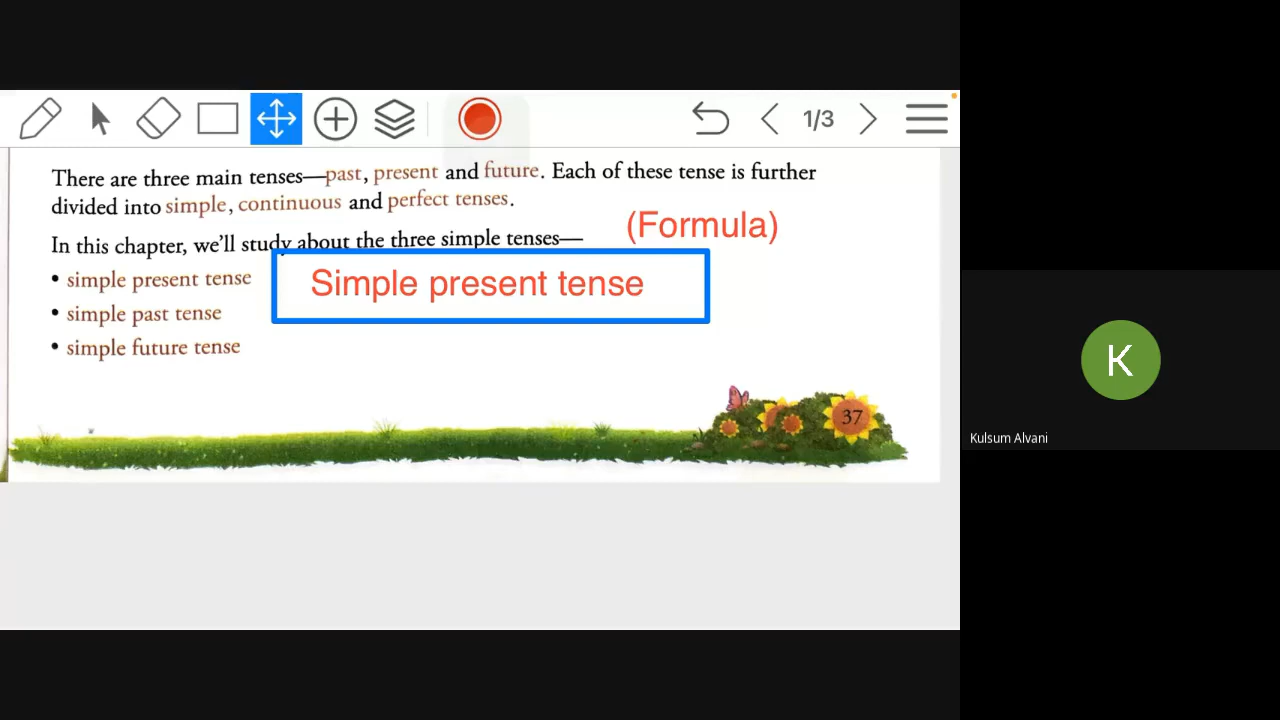 1/3
There are three main tenses—past, present and future. Each of these tense is further
divided into simple, continuous and perfect tenses.
(Formula)
In this chapter, we'll study about the three simple tenses—
• simple present tense
Simple present tense
• simple past tense
• simple future tense
37
K
Kulsum Alvani